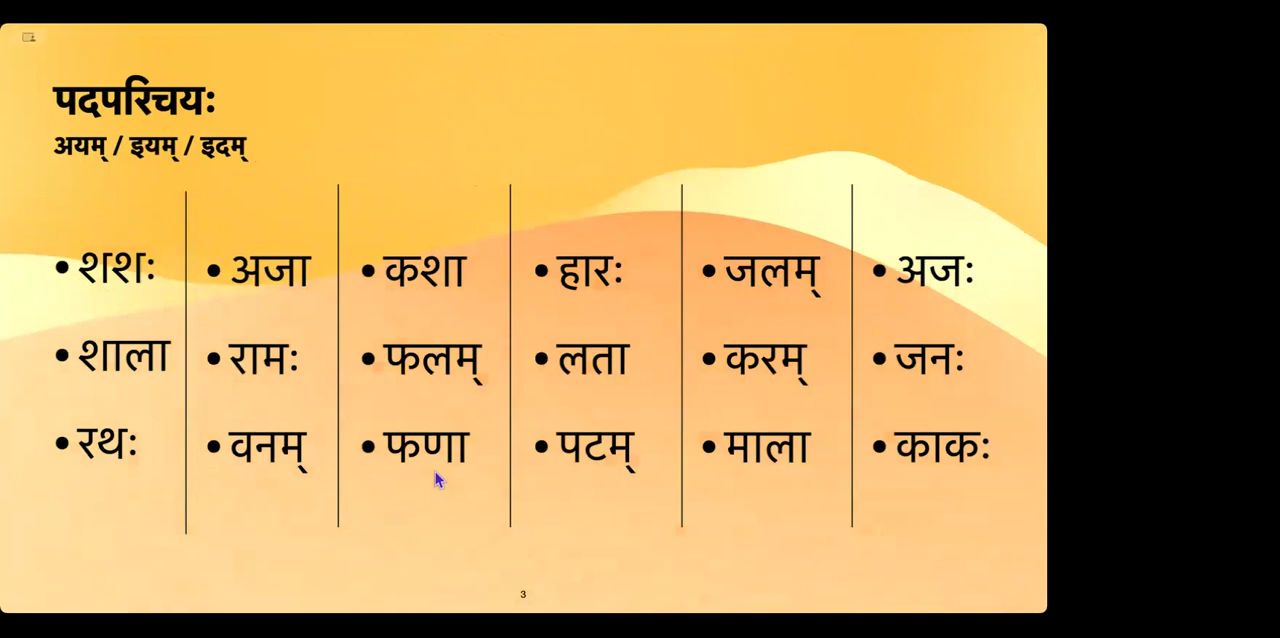 पदपरिचयः
अयम् / इयम् / इदम्
• शशः
• शाला
• रथः
• अजा
• रामः
• वनम्
• कशा
• फलम्
• फणा
• हारः
• लता
• पटम्
• जलम्
• करम्
• माला
• अजः
• जनः
• काकः
3